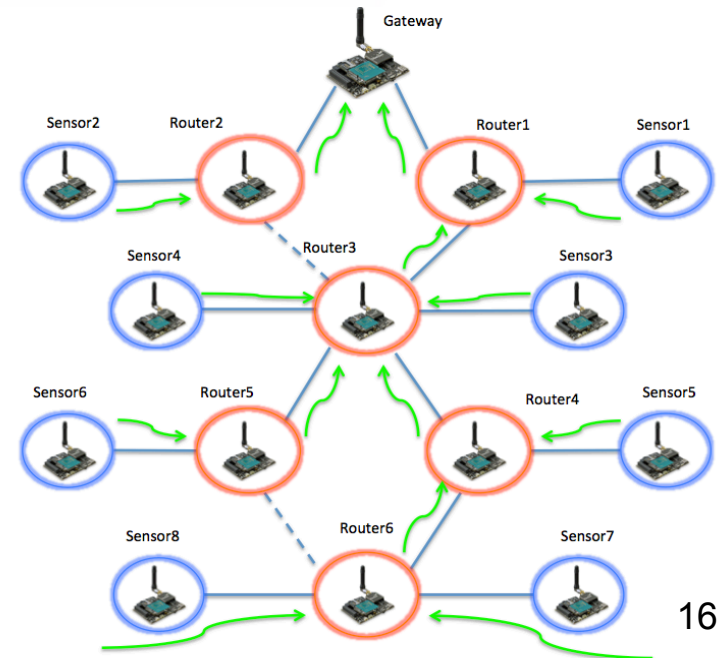 Gateway
Sensor2
Router2
Router1
Sensor1
Sensor4
Router3
Sensor3
Sensor6
Router5
Router4
Sensor5
Sensor8
Router6
Sensor7
16